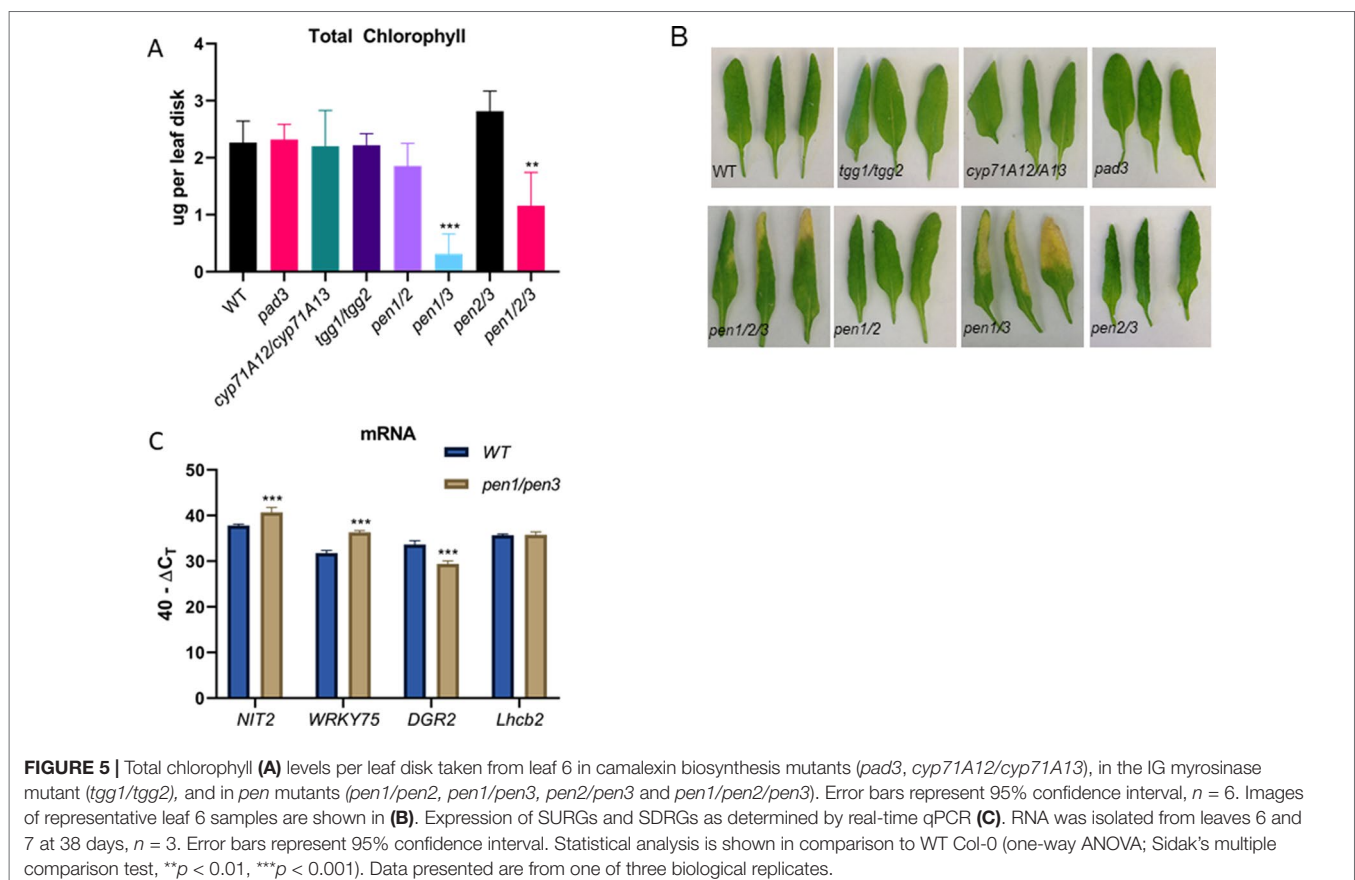 A
Total Chlorophyll
ug per leaf disk
4
3
2
1
0
***
**
WT
pad3
cyp71A12/cyp71A13
tgg1/tgg2
pen1/2
pen1/3
pen2/3
pen1/2/3
B
WT
tgg1/tgg2
cyp71A12/A13
pad3
pen1/2/3
pen1/2
pen1/3
pen2/3
C
mRNA
WT
pen1/pen3
40 - ΔCT
50
40
30
20
10
0
***
***
***
NIT2
WRKY75
DGR2
Lhcb2
FIGURE 5 | Total chlorophyll (A) levels per leaf disk taken from leaf 6 in camalexin biosynthesis mutants (pad3, cyp71A12/cyp71A13), in the IG myrosinase
mutant (tgg1/tgg2), and in pen mutants (pen1/pen2, pen1/pen3, pen2/pen3 and pen1/pen2/pen3). Error bars represent 95% confidence interval, n = 6. Images
of representative leaf 6 samples are shown in (B). Expression of SURGs and SDRGs as determined by real-time qPCR (C). RNA was isolated from leaves 6 and
7 at 38 days, n = 3. Error bars represent 95% confidence interval. Statistical analysis is shown in comparison to WT Col-0 (one-way ANOVA; Sidak's multiple
comparison test, **p < 0.01, ***p < 0.001). Data presented are from one of three biological replicates.